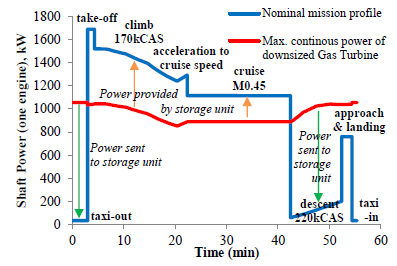 Nominal mission profile
Max. continous power of
downsized Gas Turbine
take-off
climb
170kCAS
acceleration to
cruise speed
cruise
M0.45
Power provided
by storage unit
Power sent
to storage unit
Power
sent to
storage
unit
approach
& landing
taxi-out
descent
220kCAS
taxi
-in
Shaft Power (one engine), kW
1800
1600
1400
1200
1000
800
600
400
200
0
0 10 20 30 40 50 60
Time (min)